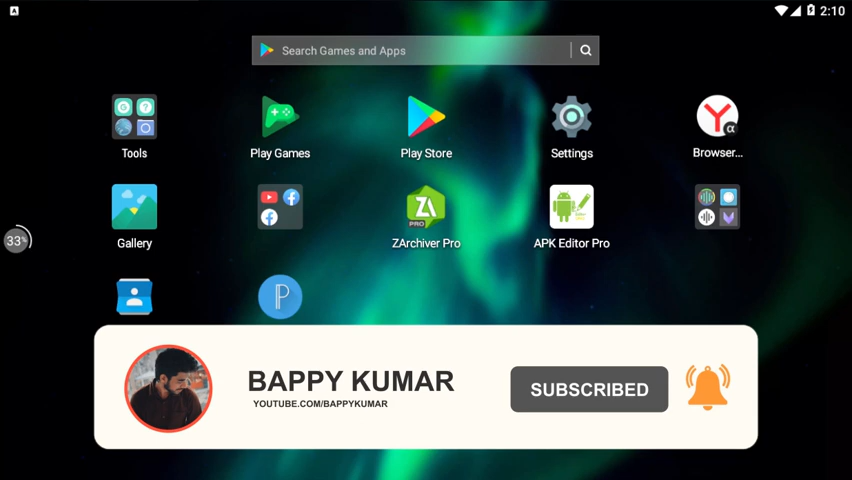 A
2:10
Search Games and Apps
Tools
Play Games
Play Store
Settings
Browser...
33%
Gallery
ZArchiver Pro
APK Editor Pro
BAPPY KUMAR
YOUTUBE.COM/BAPPYKUMAR
SUBSCRIBED